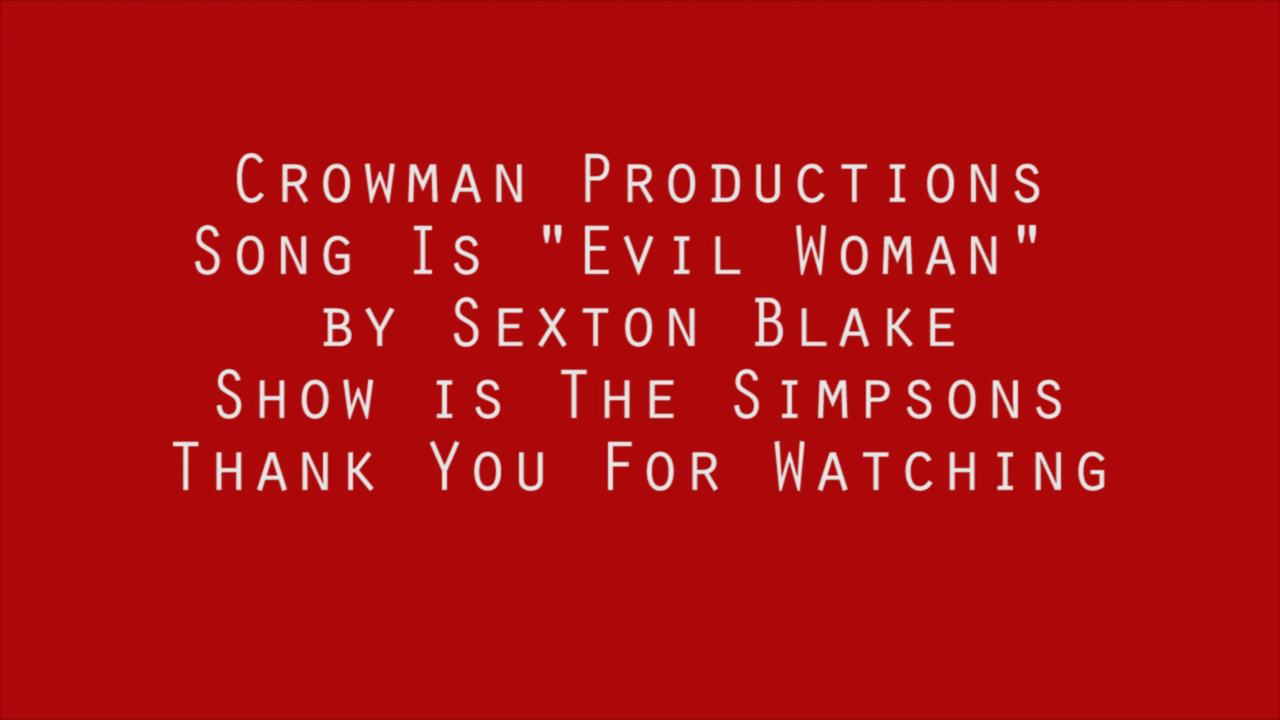 Crowman Productions
Song Is "Evil Woman"
by Sexton Blake
Show is The Simpsons
Thank You For Watching